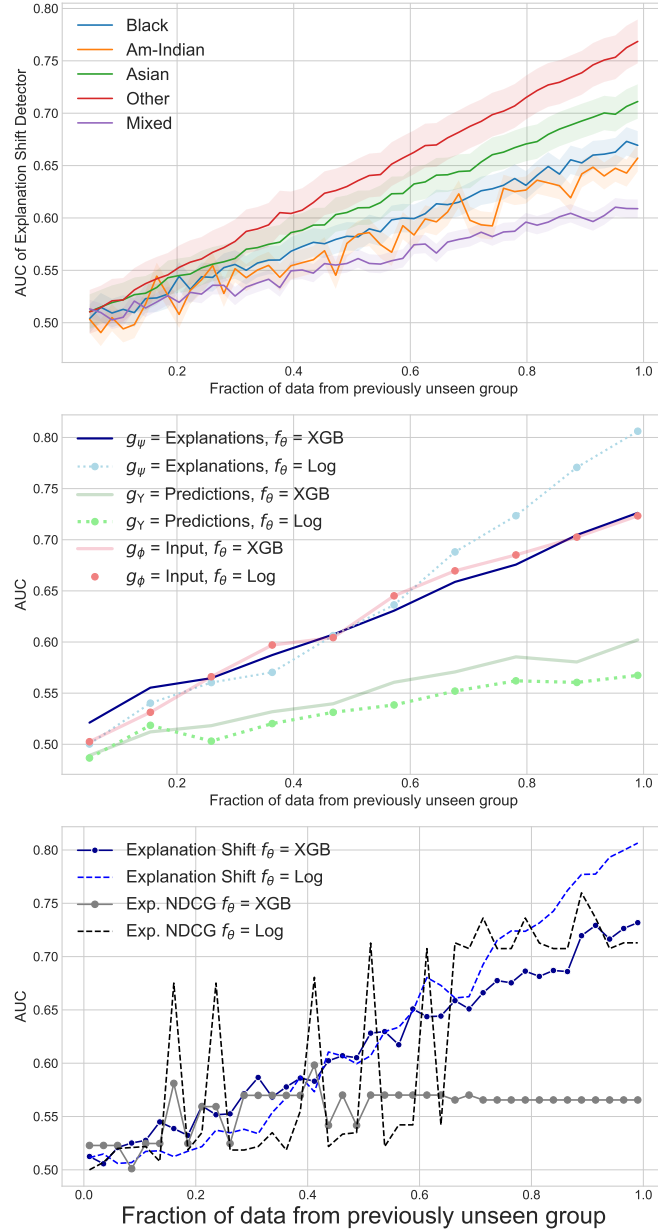 0.80
0.75
0.70
0.65
0.60
0.55
0.50
AUC of Explanation Shift Detector
Black
Am-Indian
Asian
Other
Mixed
0.2
0.4
0.6
0.8
1.0
Fraction of data from previously unseen group
0.80
0.75
0.70
0.65
0.60
0.55
0.50
AUC
gψ = Explanations, fθ = XGB
gψ = Explanations, fθ = Log
gΥ = Predictions, fθ = XGB
gΥ = Predictions, fθ = Log
gϕ = Input, fθ = XGB
gϕ = Input, fθ = Log
0.2
0.4
0.6
0.8
1.0
Fraction of data from previously unseen group
0.80
0.75
0.70
0.65
0.60
0.55
0.50
AUC
Explanation Shift fθ = XGB
Explanation Shift fθ = Log
Exp. NDCG fθ = XGB
Exp. NDCG fθ = Log
0.0
0.2
0.4
0.6
0.8
1.0
Fraction of data from previously unseen group